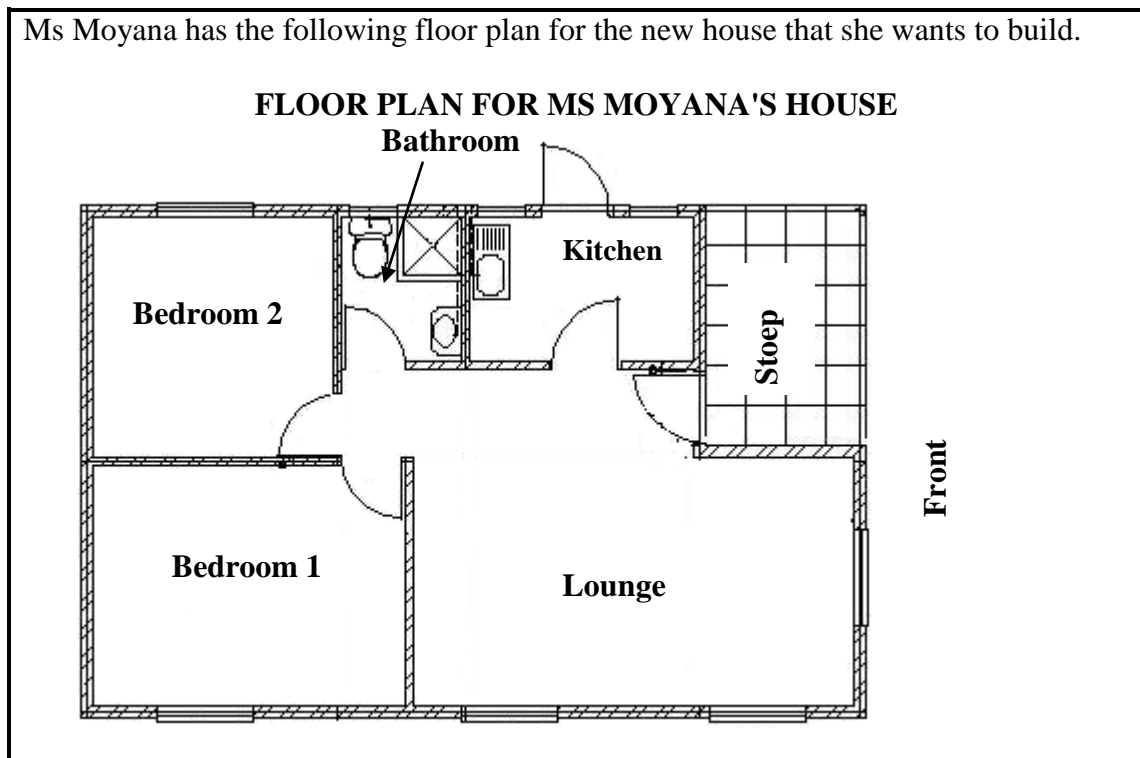 Ms Moyana has the following floor plan for the new house that she wants to build.
FLOOR PLAN FOR MS MOYANA'S HOUSE
Bathroom
Kitchen
Bedroom 2
Stoep
Front
Bedroom 1
Lounge